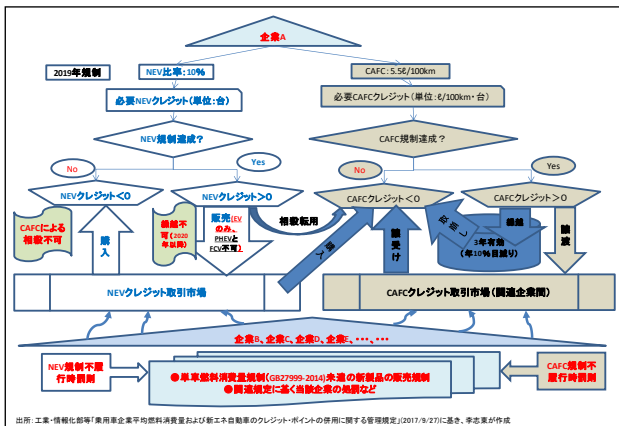 企業A
2019年規制
NEV比率:10%
CAFC:5.5ℓ/100km
必要NEVクレジット(単位:台)
必要CAFCクレジット(単位:ℓ/100km・台)
NEV規制達成?
CAFC規制達成?
No
Yes
No
Yes
NEVクレジット<0
NEVクレジット>0
CAFCクレジット<0
CAFCクレジット>0
CAFCによる
相殺不可
購入
繰越不
可(2020
年以降)
販売(EV
のみ、
PHEVと
FCV不可)
相殺転用
購入
譲受け
取崩し
繰越
3年有効
(年10%目減り)
譲渡
NEVクレジット取引市場
CAFCクレジット取引市場(関連企業間)
企業B、企業C、企業D、企業E、・・・、・・・
NEV規制不履
行時罰則
●単車燃料消費量規制(GB27999-2014)未達の新製品の販売規制
●関連規定に基く当該企業の処罰など
CAFC規制不
履行時罰則
出所:工業・情報化部等「乗用車企業平均燃料消費量および新エネ自動車のクレジット・ポイントの併用に関する管理規定」(2017/9/27)に基き、李志東が作成